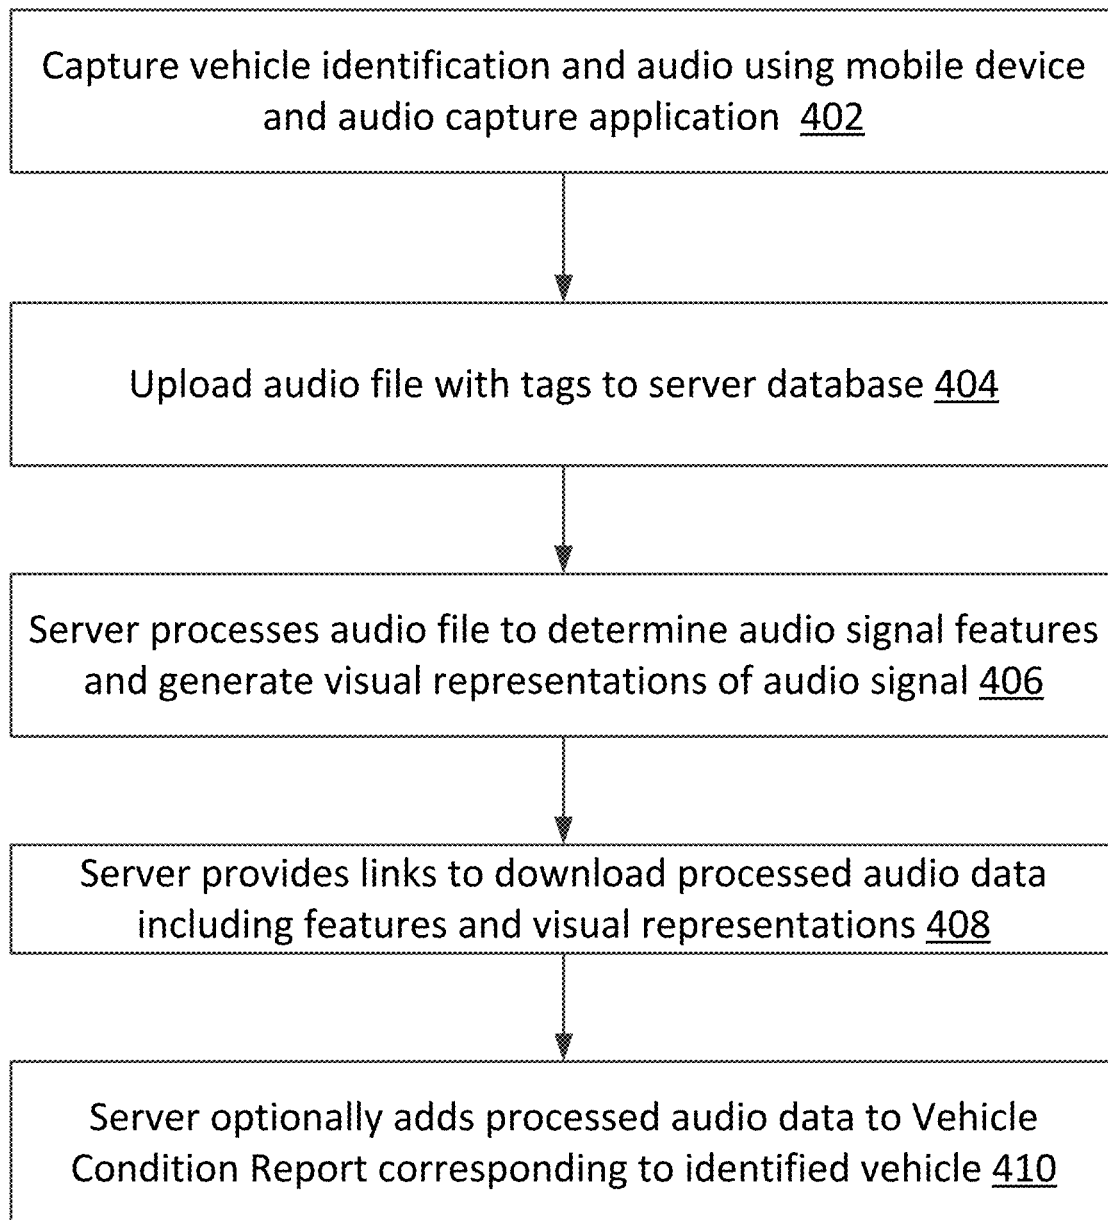 Capture vehicle identification and audio using mobile device
and audio capture application 402
Upload audio file with tags to server database 404
Server processes audio file to determine audio signal features
and generate visual representations of audio signal 406
Server provides links to download processed audio data
including features and visual representations 408
Server optionally adds processed audio data to Vehicle
Condition Report corresponding to identified vehicle 410